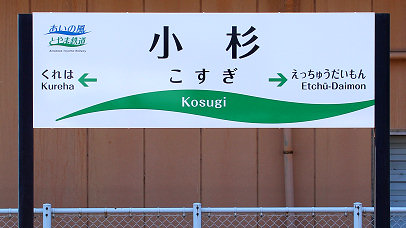 あいの風
とやま鉄道
小杉
くれは
Kureha
こすぎ
えっちゅうだいもん
Etchū-Daimon
Kosugi